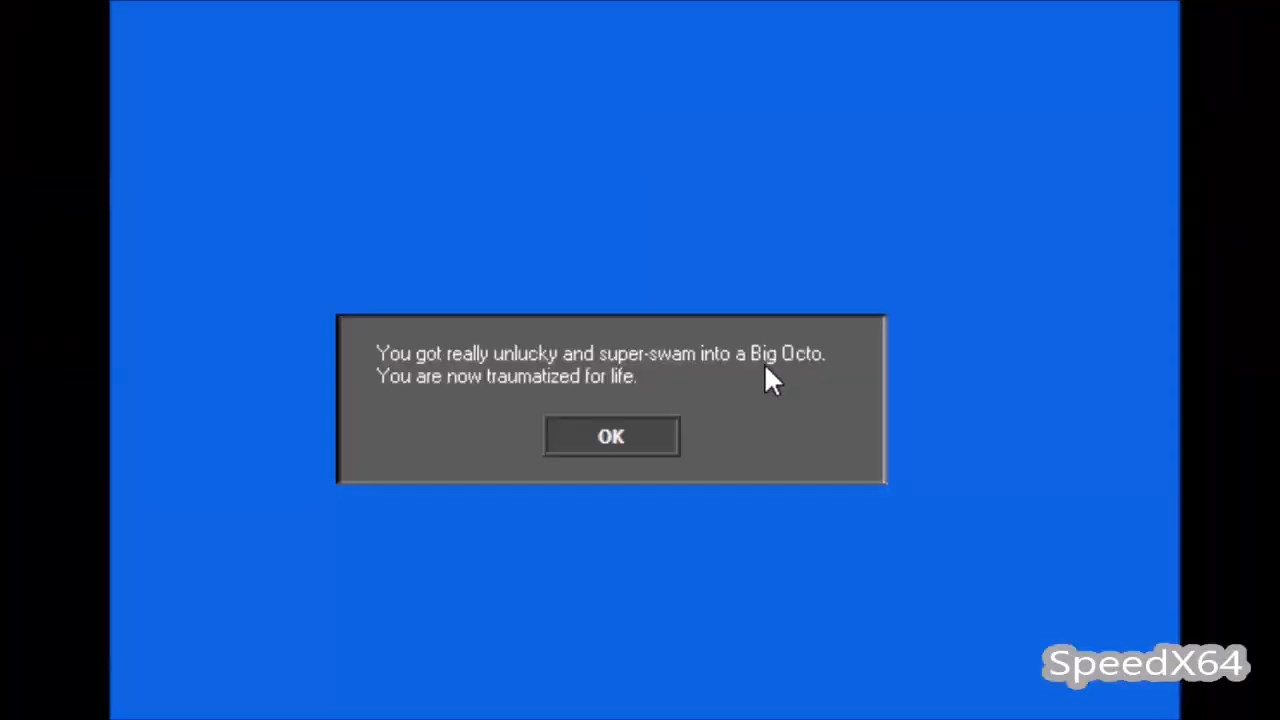 You got really unlucky and super-swam into a Big Octo.
You are now traumatized for life.
OK
SpeedX64